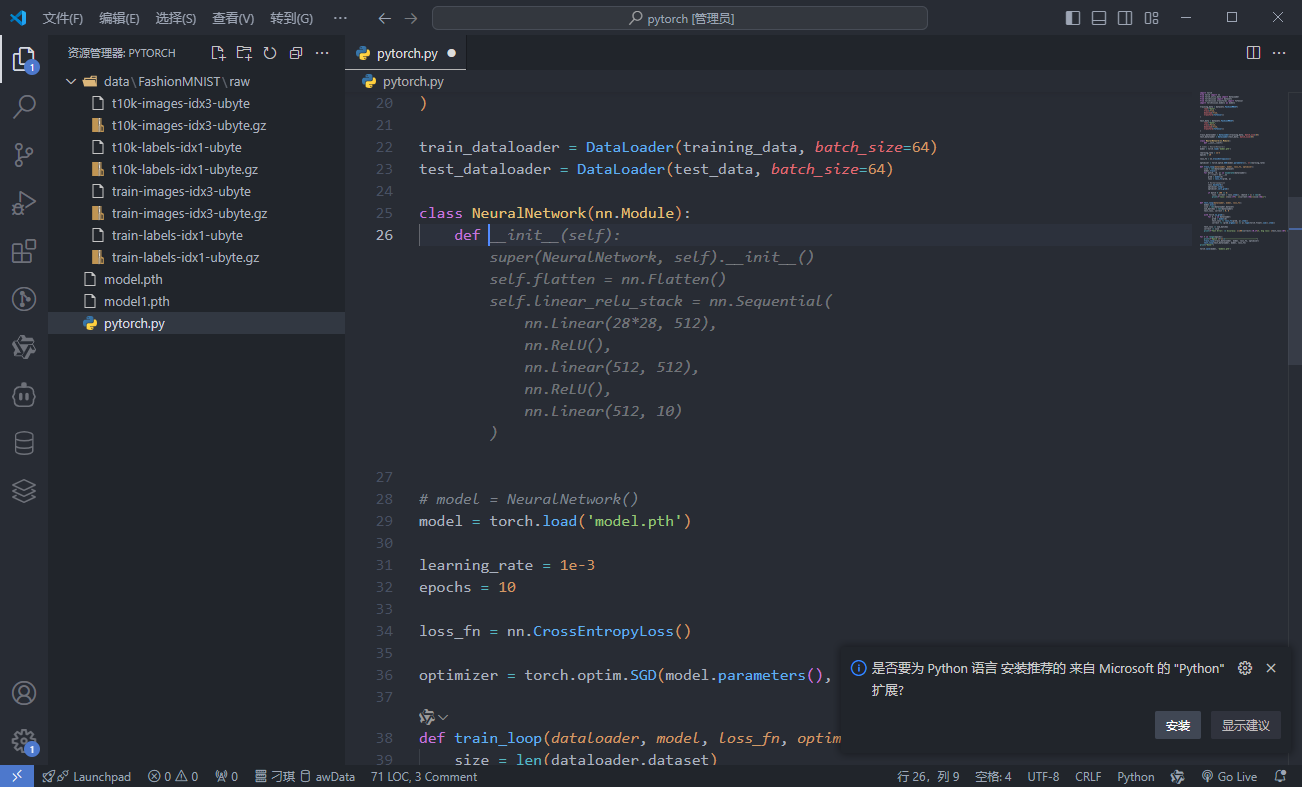 文件(F) 编辑(E) 选择(S) 查看(V) 转到(G) ··· pytorch [管理员]
资源管理器: PYTORCH
data\FashionMNIST\raw
t10k-images-idx3-ubyte
t10k-images-idx3-ubyte.gz
t10k-labels-idx1-ubyte
t10k-labels-idx1-ubyte.gz
train-images-idx3-ubyte
train-images-idx3-ubyte.gz
train-labels-idx1-ubyte
train-labels-idx1-ubyte.gz
model.pth
model1.pth
pytorch.py
1
1
pytorch.py
pytorch.py
20 )
21
22 train_dataloader = DataLoader(training_data, batch_size=64)
23 test_dataloader = DataLoader(test_data, batch_size=64)
24
25 class NeuralNetwork(nn.Module):
26 def __init__(self):
super(NeuralNetwork, self).__init__()
self.flatten = nn.Flatten()
self.linear_relu_stack = nn.Sequential(
nn.Linear(28*28, 512),
nn.ReLU(),
nn.Linear(512, 512),
nn.ReLU(),
nn.Linear(512, 10)
)
27
28 # model = NeuralNetwork()
29 model = torch.load('model.pth')
30
31 learning_rate = 1e-3
32 epochs = 10
33
34 loss_fn = nn.CrossEntropyLoss()
35
36 optimizer = torch.optim.SGD(model.parameters(),
37
38 def train_loop(dataloader, model, loss_fn, optim
39 size = len(dataloader.dataset)
是否要为 Python 语言 安装推荐的 来自 Microsoft 的 "Python"
扩展?
安装 显示建议
Launchpad 0 0 0 刁琪 awData 71 LOC, 3 Comment 行 26，列 9 空格: 4 UTF-8 CRLF Python Go Live